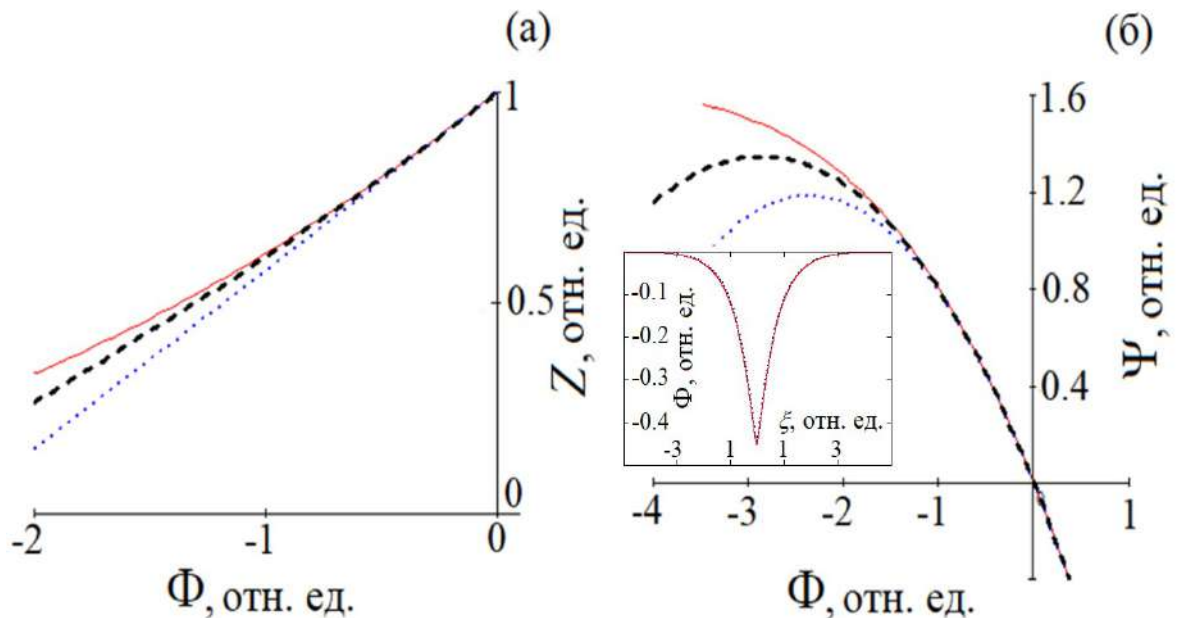 (а)
1
0.5
0
Z, отн. ед.
-2 -1 0
Φ, отн. ед.
(б)
1.6
1.2
0.8
0.4
Ψ, отн. ед.
-0.1
-0.2
-0.3
-0.4
Φ, отн. ед.
ξ, отн. ед.
-3 1 1 3
-4 -3 -2 -1 1
Φ, отн. ед.